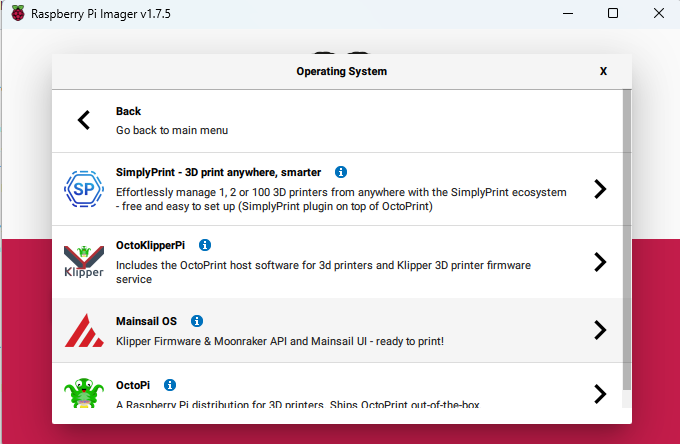 Raspberry Pi Imager v1.7.5
Operating System
X
Back
Go back to main menu
SimplyPrint - 3D print anywhere, smarter
Effortlessly manage 1, 2 or 100 3D printers from anywhere with the SimplyPrint ecosystem
- free and easy to set up (SimplyPrint plugin on top of OctoPrint)
SP
OctoKlipperPi
Includes the OctoPrint host software for 3d printers and Klipper 3D printer firmware
service
Klipper
Mainsail OS
Klipper Firmware & Moonraker API and Mainsail UI - ready to print!
OctoPi
A Raspberry Pi distribution for 3D printers. Ships OctoPrint out-of-the-box